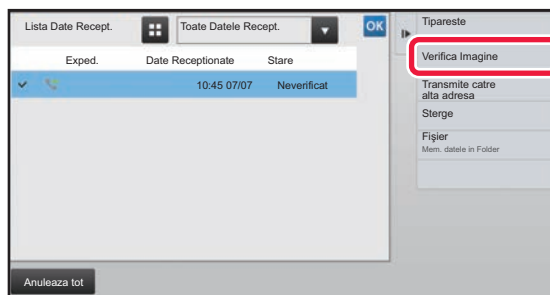 Lista Date Recept.
Toate Datele Recept.
OK
Exped. Date Receptionate Stare
10:45 07/07 Neverificat
Tipareste
Verifica Imagine
Transmite catre
alta adresa
Sterge
Fişier
Mem. datele in Folder
Anuleaza tot